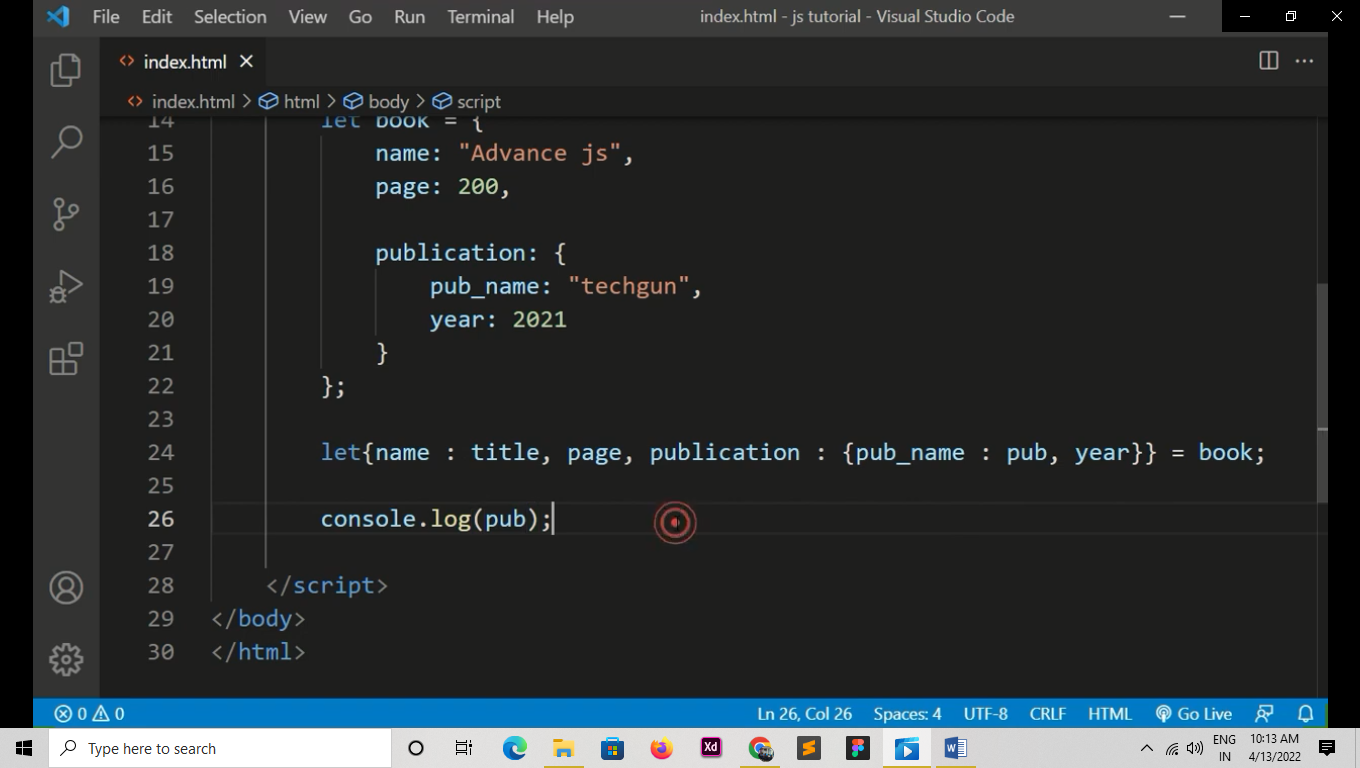 File Edit Selection View Go Run Terminal Help index.html - js tutorial - Visual Studio Code
index.html
index.html > html > body > script
14 let book = {
15 name: "Advance js",
16 page: 200,
17
18 publication: {
19 pub_name: "techgun",
20 year: 2021
21 }
22 };
23
24 let{name : title, page, publication : {pub_name : pub, year}} = book;
25
26 console.log(pub);
27
28 </script>
29 </body>
30 </html>
0 0 Ln 26, Col 26 Spaces: 4 UTF-8 CRLF HTML Go Live
Type here to search Xd ENG 10:13 AM
IN 4/13/2022